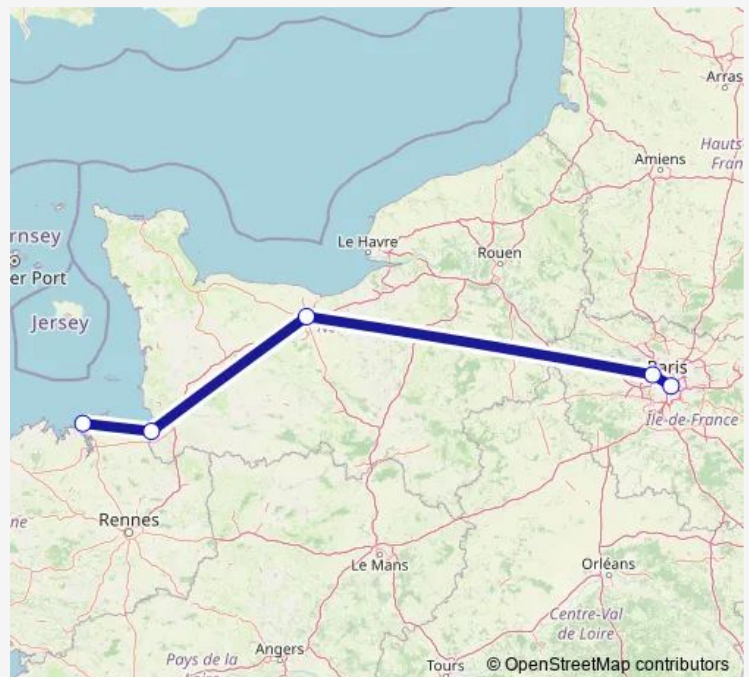 Arras
Hauts
Fran
Amiens
rnsey
er Port
Le Havre
Rouen
Jersey
Paris
Île-de-France
ne
Rennes
Le Mans
Orléans
Centre-Val
de Loire
Angers
Pays de la
Tours
© OpenStreetMap contributors